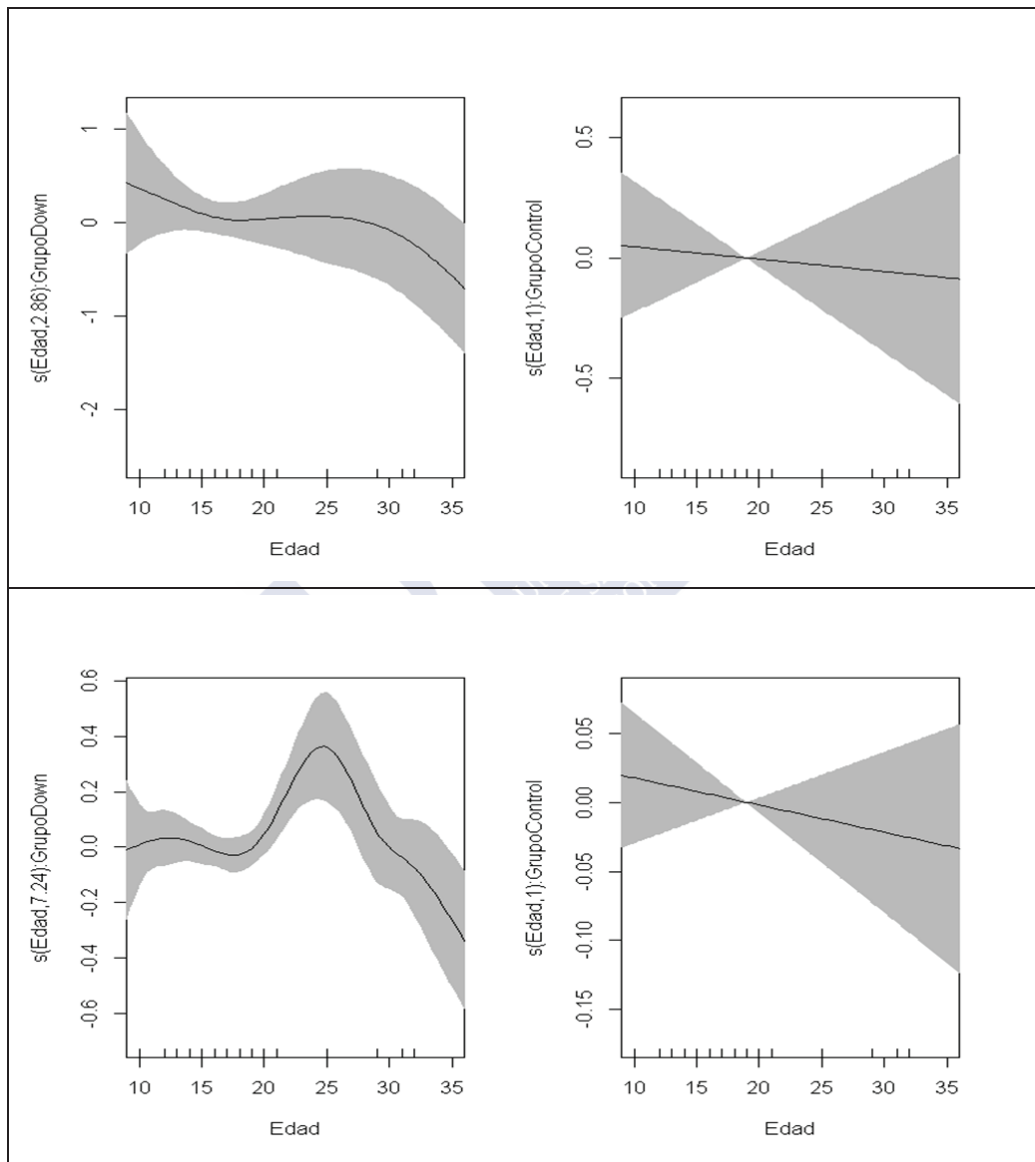 s(Edad,2.86):GrupoDown
1
0
-1
-2
10 15 20 25 30 35
Edad
s(Edad,1):GrupoControl
0.5
0.0
-0.5
10 15 20 25 30 35
Edad
s(Edad,7.24):GrupoDown
0.6
0.4
0.2
0.0
-0.2
-0.4
-0.6
10 15 20 25 30 35
Edad
s(Edad,1):GrupoControl
0.05
0.00
-0.05
-0.10
-0.15
10 15 20 25 30 35
Edad